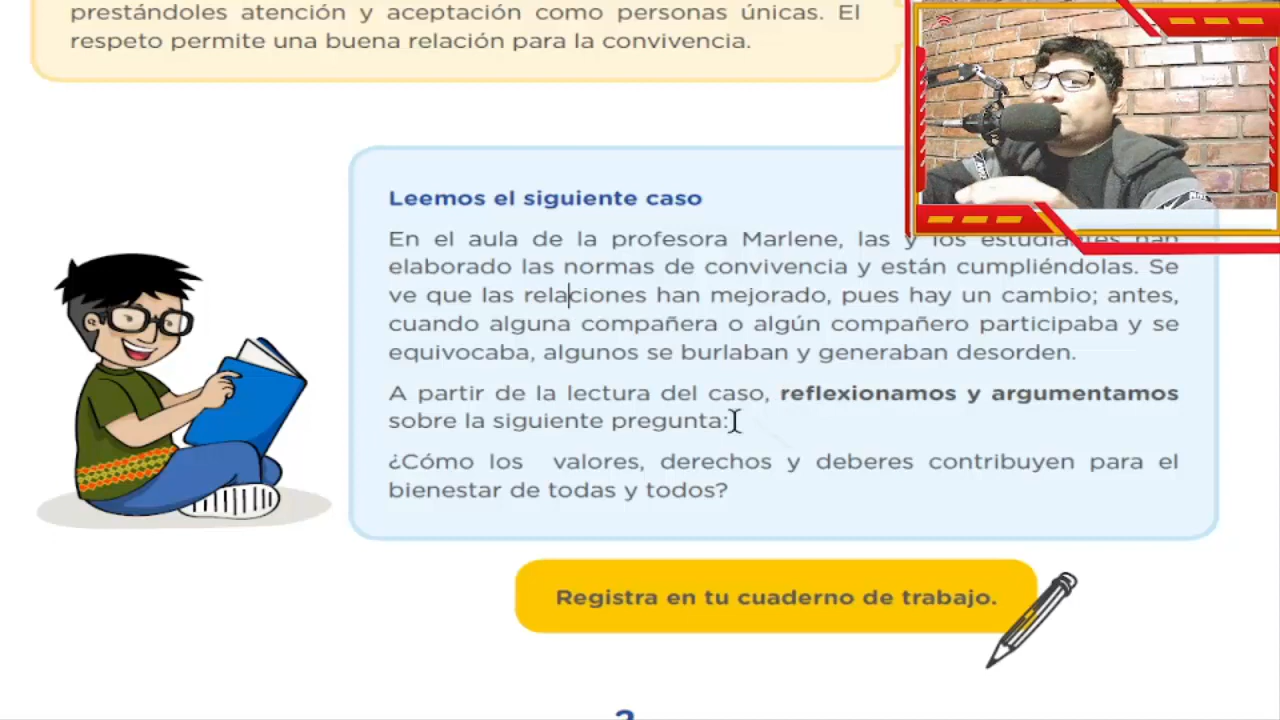 prestándoles atención y aceptación como personas únicas. El
respeto permite una buena relación para la convivencia.
Leemos el siguiente caso
En el aula de la profesora Marlene, las y los estudiantes han
elaborado las normas de convivencia y están cumpliéndolas. Se
ve que las relaciones han mejorado, pues hay un cambio; antes,
cuando alguna compañera o algún compañero participaba y se
equivocaba, algunos se burlaban y generaban desorden.
A partir de la lectura del caso, reflexionamos y argumentamos
sobre la siguiente pregunta:
¿Cómo los valores, derechos y deberes contribuyen para el
bienestar de todas y todos?
Registra en tu cuaderno de trabajo.